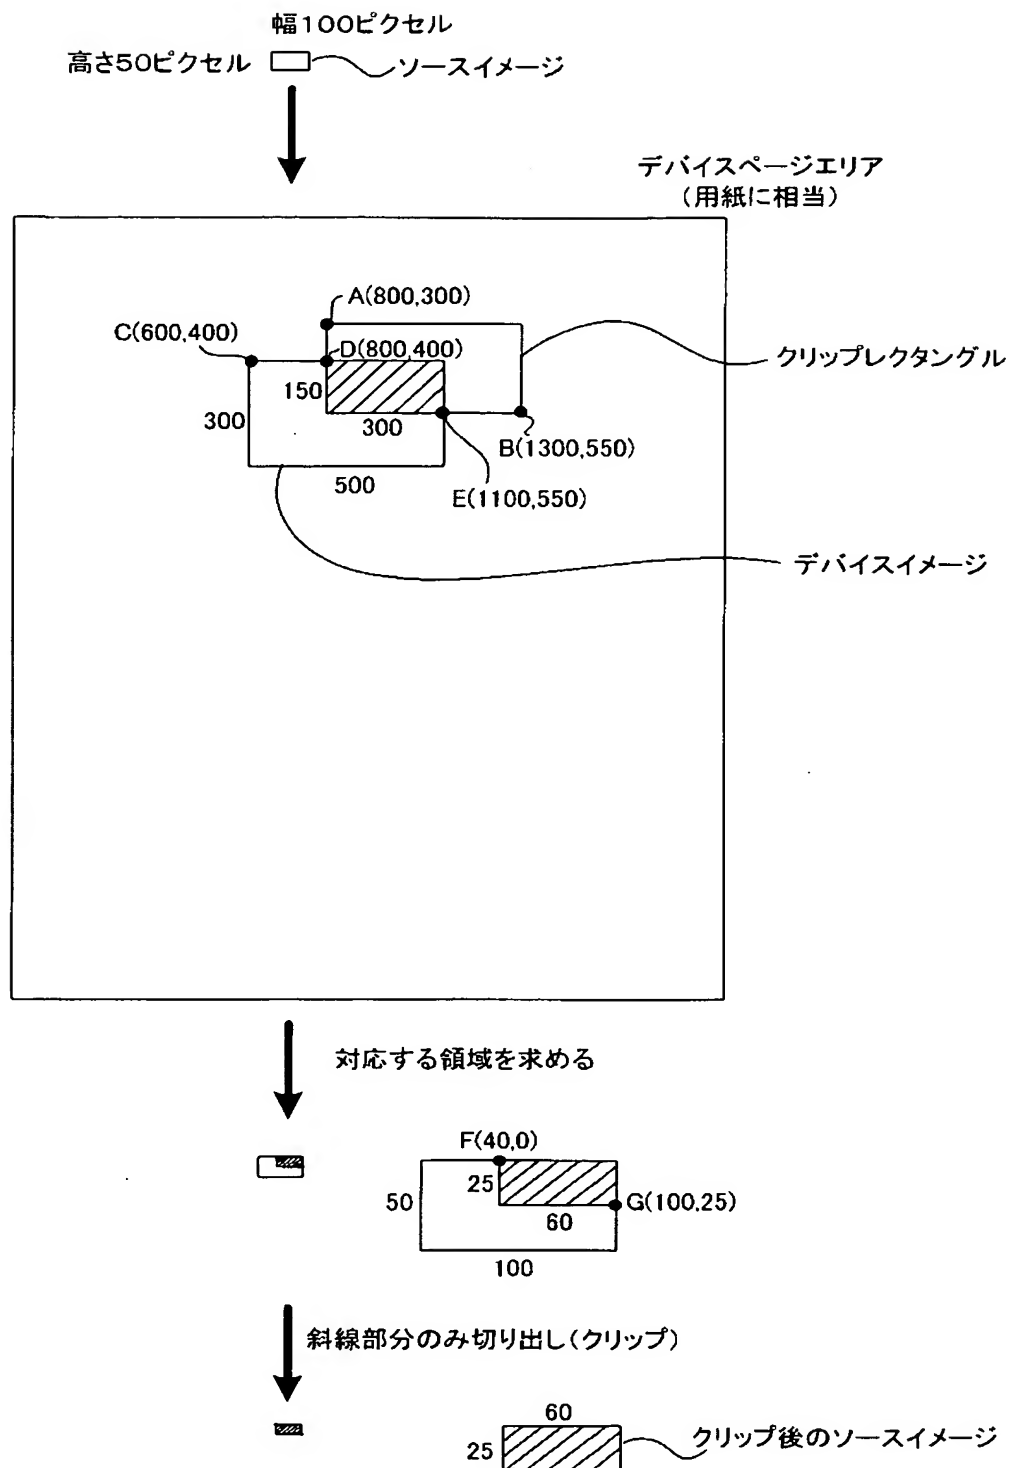 幅100ピクセル
高さ50ピクセル
ソースイメージ
デバイスページエリア
(用紙に相当)
A(800,300)
C(600,400)
D(800,400)
クリップレクタングル
150
300
300
B(1300,550)
500
E(1100,550)
デバイスイメージ
対応する領域を求める
F(40,0)
25
50
G(100,25)
60
100
斜線部分のみ切り出し(クリップ)
60
25
クリップ後のソースイメージ